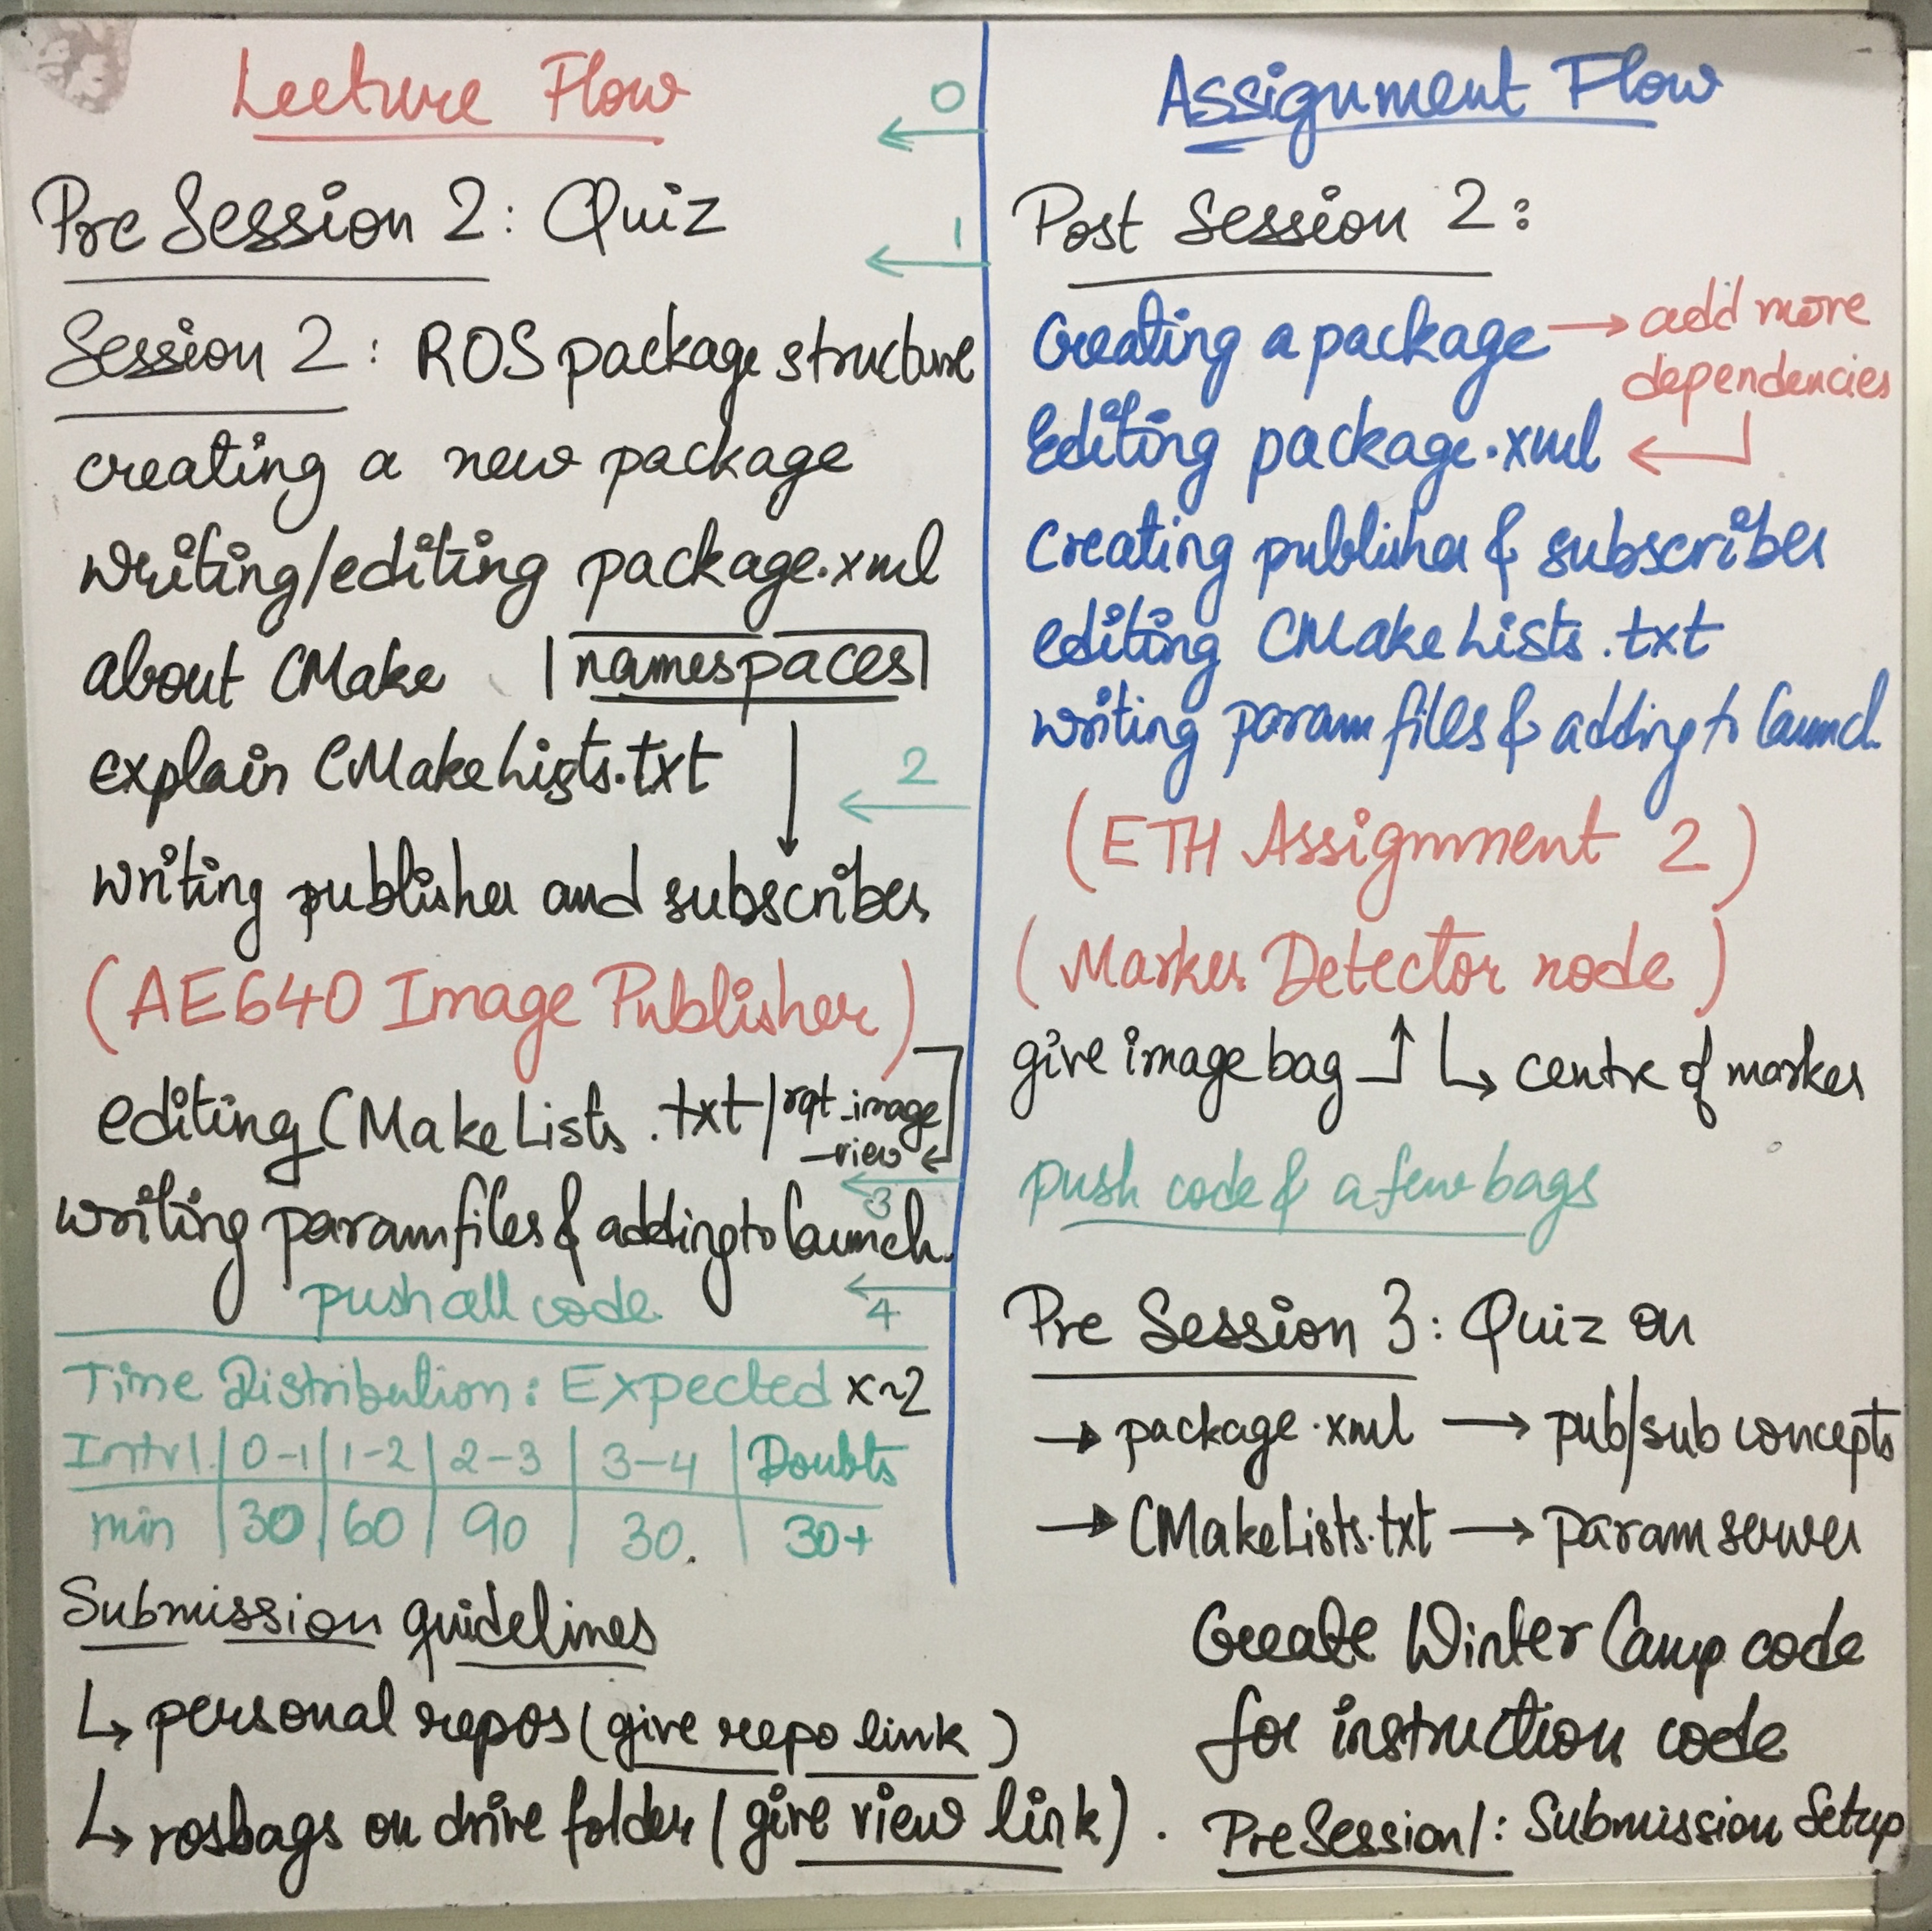 Lecture Flow
0
Pre Session 2: Quiz
1
Session 2: ROS package structure
creating a new package
writing/editing package.xml
about CMake | namespaces |
explain CMakeLists.txt
2
writing publisher and subscriber
(AE640 Image Publisher)
editing CMakeLists.txt / rqt_image
_view
3
writing param files & adding to launch.
push all code
4
Time Distribution: Expected x~2
Intrvl. | 0-1 | 1-2 | 2-3 | 3-4 | Doubts
min | 30 | 60 | 90 | 30. | 30+
Submission guidelines
↳ personal repos (give repo link)
↳ rosbags on drive folder (give view link).
Assignment Flow
Post Session 2:
Creating a package → add more
dependencies
Editing package.xml ←
Creating publisher & subscriber
editing CMakeLists.txt
writing param files & adding to launch.
(ETH Assignment 2)
(Marker Detector node)
give image bag ↑ ↳ centre of marker
push code & a few bags
Pre Session 3: Quiz on
→ package.xml → pub/sub concepts
→ CMakeLists.txt → param server
Create Winter Camp code
for instruction code
Pre Session 1: Submission Setup